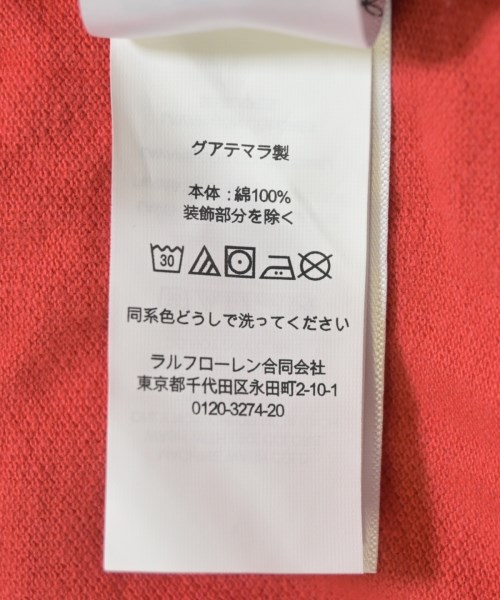 グアテマラ製
本体：綿100%
装飾部分を除く
30
同系色どうしで洗ってください
ラルフローレン合同会社
東京都千代田区永田町2-10-1
0120-3274-20